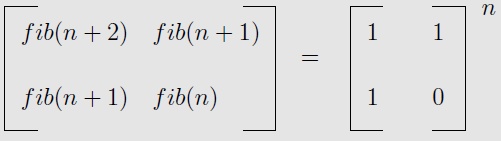 fib(n + 2) fib(n + 1) = 1 1 n
fib(n + 1) fib(n) 1 0